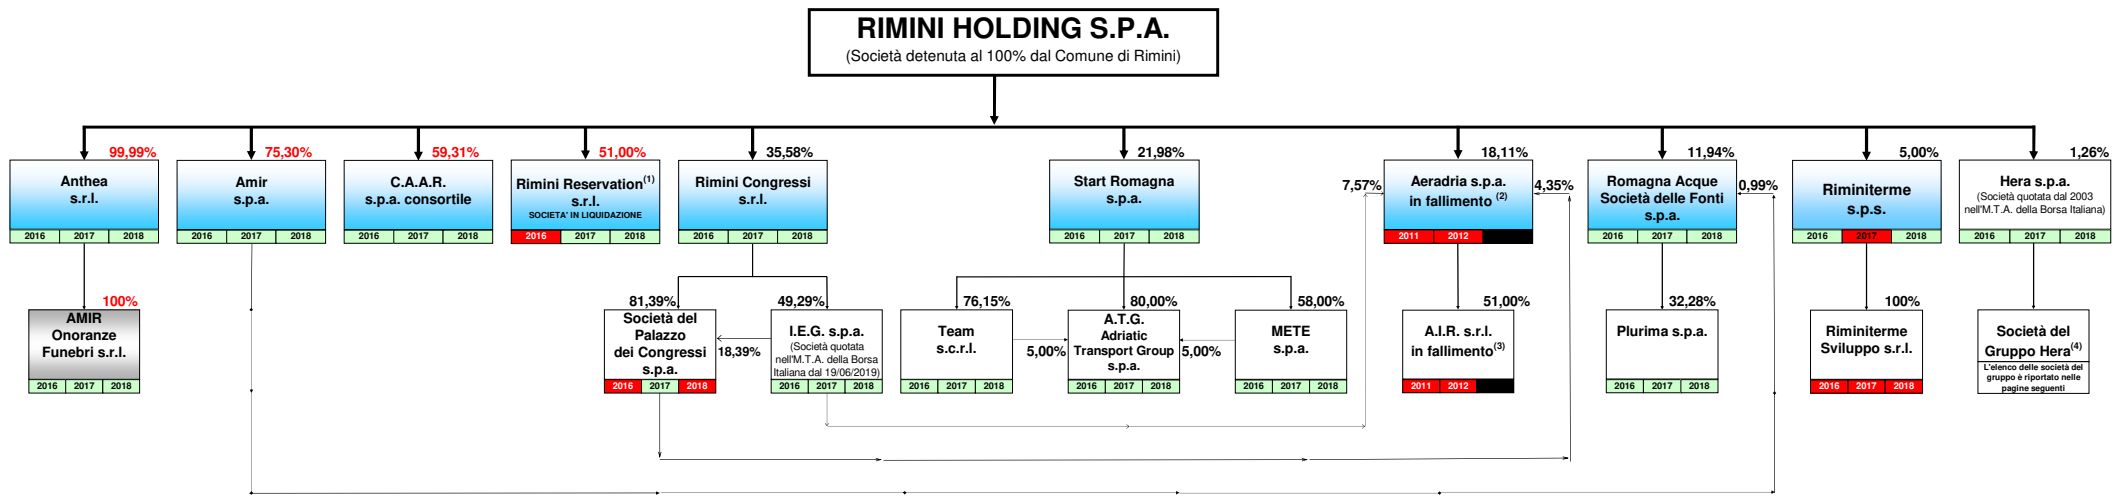 RIMINI HOLDING S.P.A.
(Società detenuta al 100% dal Comune di Rimini)
99,99%
Anthea
s.r.l.
2016 2017 2018
75,30%
Amir
s.p.a.
2016 2017 2018
59,31%
C.A.A.R.
s.p.a. consortile
2016 2017 2018
51,00%
Rimini Reservation(1)
s.r.l.
SOCIETA' IN LIQUIDAZIONE
2016 2017 2018
35,58%
Rimini Congressi
s.r.l.
2016 2017 2018
21,98%
Start Romagna
s.p.a.
2016 2017 2018
18,11%
7,57%
Aeradria s.p.a.
in fallimento (2)
4,35%
2011 2012
11,94%
Romagna Acque
Società delle Fonti
s.p.a.
0,99%
2016 2017 2018
5,00%
Riminiterme
s.p.s.
2016 2017 2018
1,26%
Hera s.p.a.
(Società quotata dal 2003
nell'M.T.A. della Borsa Italiana)
2016 2017 2018
100%
AMIR
Onoranze
Funebri s.r.l.
2016 2017 2018
81,39%
Società del
Palazzo
dei Congressi
s.p.a.
2016 2017 2018
18,39%
49,29%
I.E.G. s.p.a.
(Società quotata
nell'M.T.A. della Borsa
Italiana dal 19/06/2019)
2016 2017 2018
76,15%
Team
s.c.r.l.
2016 2017 2018
5,00%
80,00%
A.T.G.
Adriatic
Transport Group
s.p.a.
2016 2017 2018
5,00%
58,00%
METE
s.p.a.
2016 2017 2018
51,00%
A.I.R. s.r.l.
in fallimento(3)
2011 2012
32,28%
Plurima s.p.a.
2016 2017 2018
100%
Riminiterme
Sviluppo s.r.l.
2016 2017 2018
Società del
Gruppo Hera(4)
L'elenco delle società del
gruppo è riportato nelle
pagine seguenti